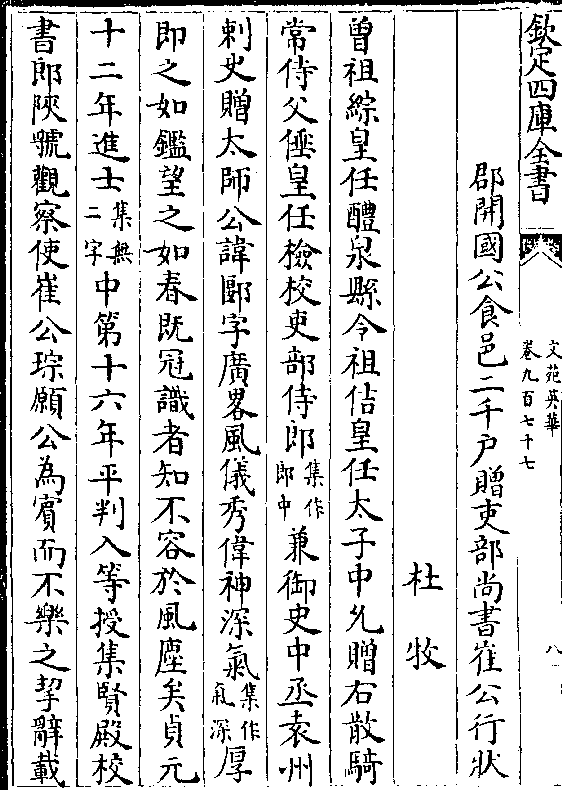 欽定四庫全書
文苑英華
卷九百七十七
八
郡開國公食邑二千戶贈吏部尚書崔公行狀
杜牧
曾祖綜皇任醴泉縣令祖佶皇任太子中允贈右散騎
常侍父倕皇任檢校吏部侍郎集作郎中兼御史中丞袁州
刺史贈太師公諱郾字廣畧風儀秀偉神深氣集作氣深厚
即之如鑑望之如春既冠識者知不容於風塵矣貞元
十二年進士集無二字中第十六年平判入等授集賢殿校
書郎陜虢觀察使崔公琮願公為賓而不樂之挈辭載